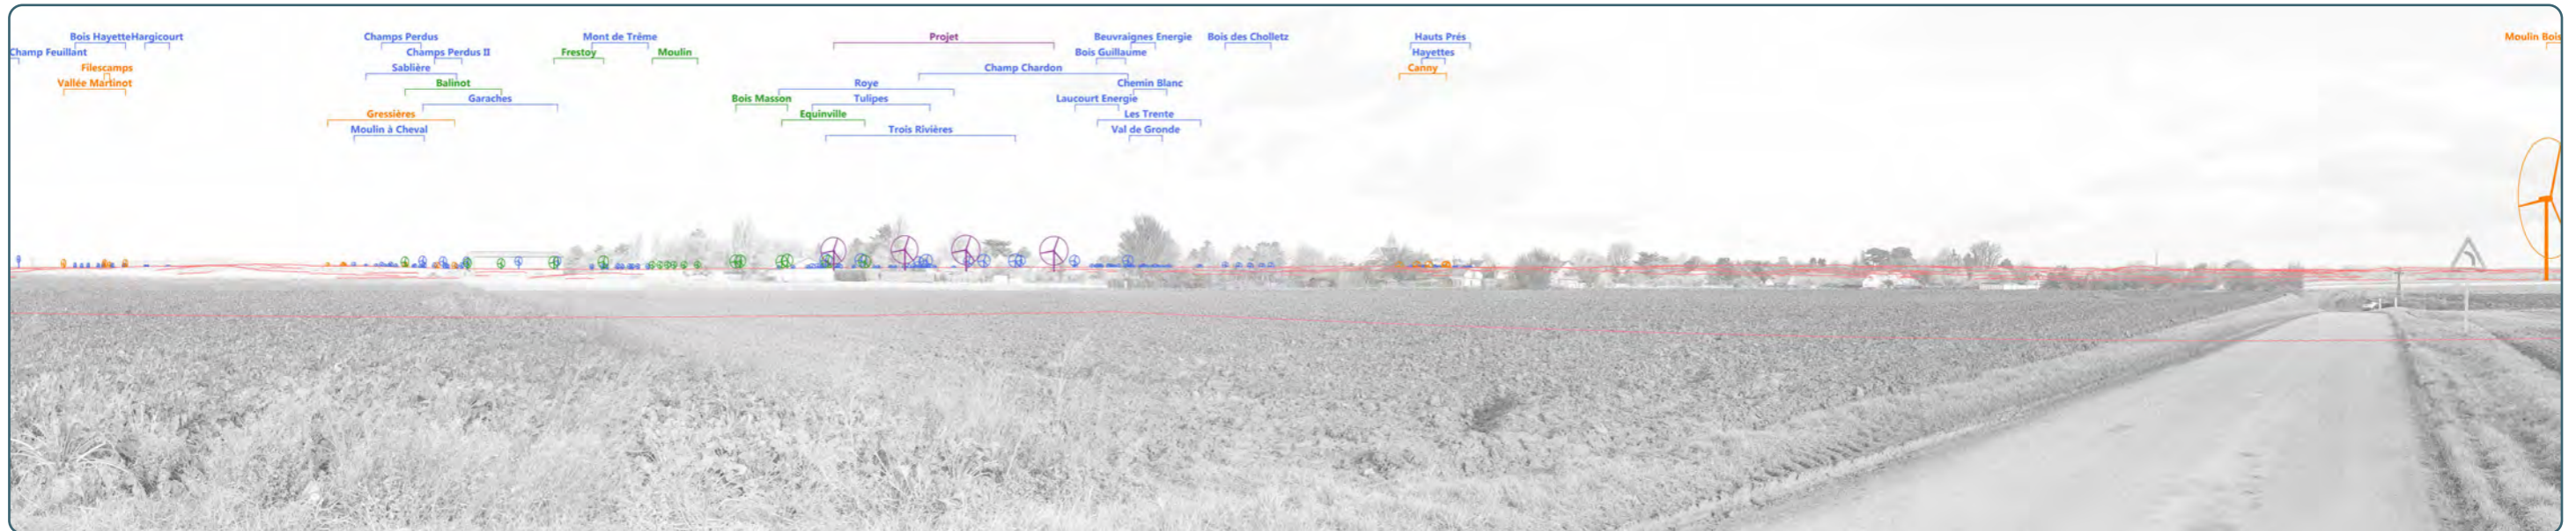 Bois Hayette Hargicourt Champs Perdus Mont de Trême Projet Beuvraignes Energie Bois des Cholletz Hauts Prés Moulin Bois
Champ Feuillant Champs Perdus II Frestoy Moulin Bois Guillaume Hayettes
Filescamps Sablière Champ Chardon Canny
Vallée Martinot Balinot Roye Chemin Blanc
Garaches Bois Masson Tulipes Laucourt Energie
Gressières Equinville Les Trente
Moulin à Cheval Trois Rivières Val de Gronde